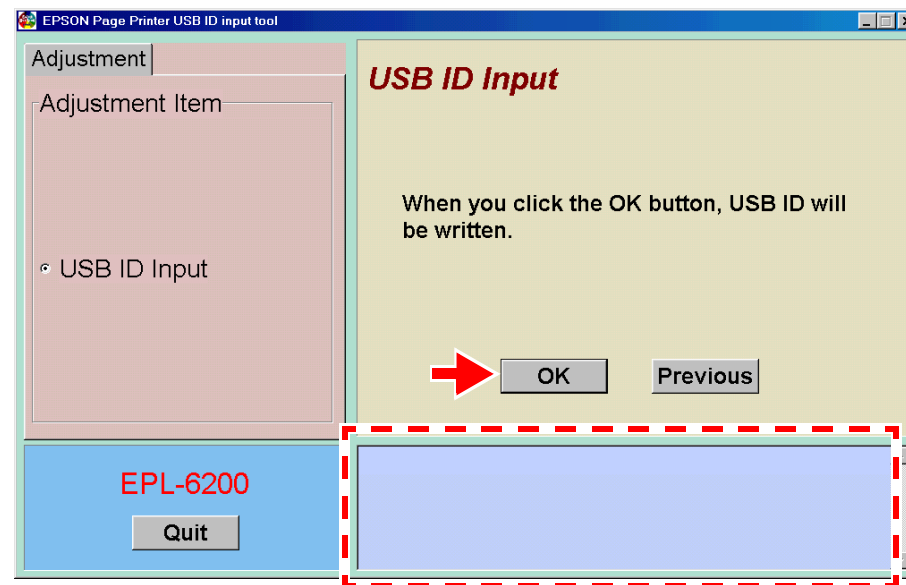 EPSON Page Printer USB ID input tool
Adjustment
Adjustment Item
USB ID Input
USB ID Input
When you click the OK button, USB ID will
be written.
OK
Previous
EPL-6200
Quit